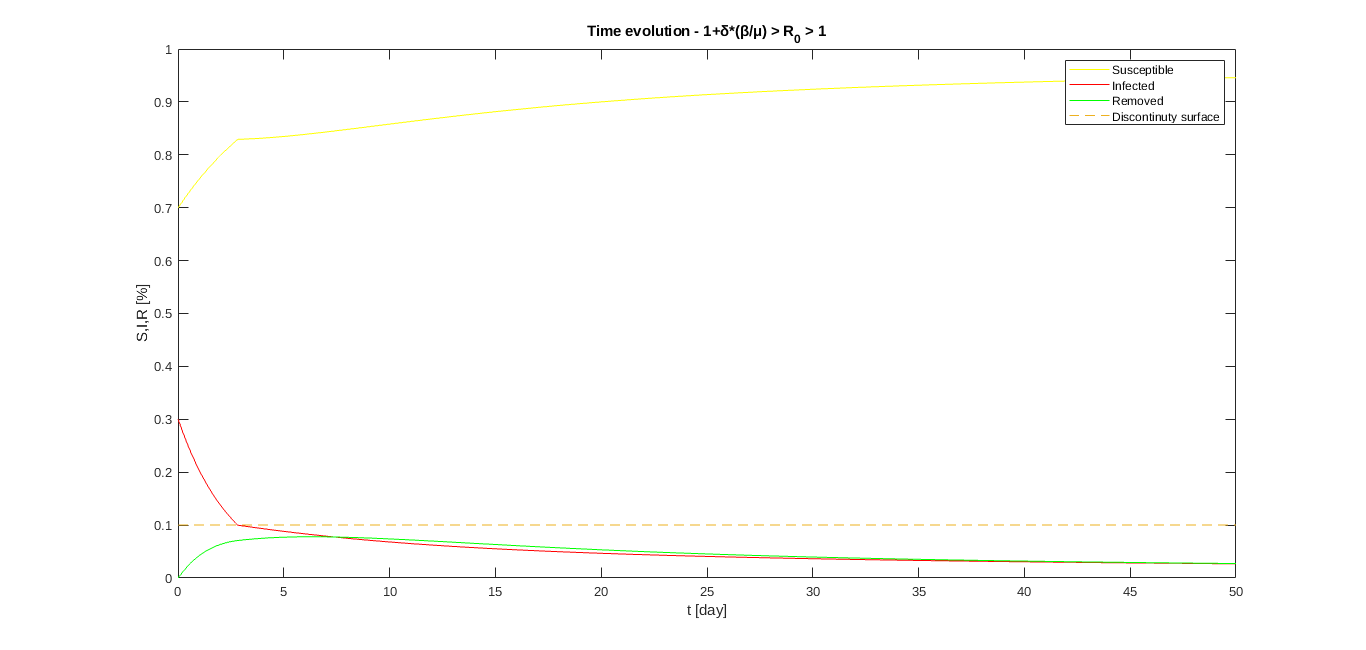 Time evolution - 1+δ*(β/μ) > R0 > 1
1
0.9
0.8
0.7
0.6
0.5
0.4
0.3
0.2
0.1
0
S,I,R [%]
Susceptible
Infected
Removed
Discontinuty surface
0 5 10 15 20 25 30 35 40 45 50
t [day]